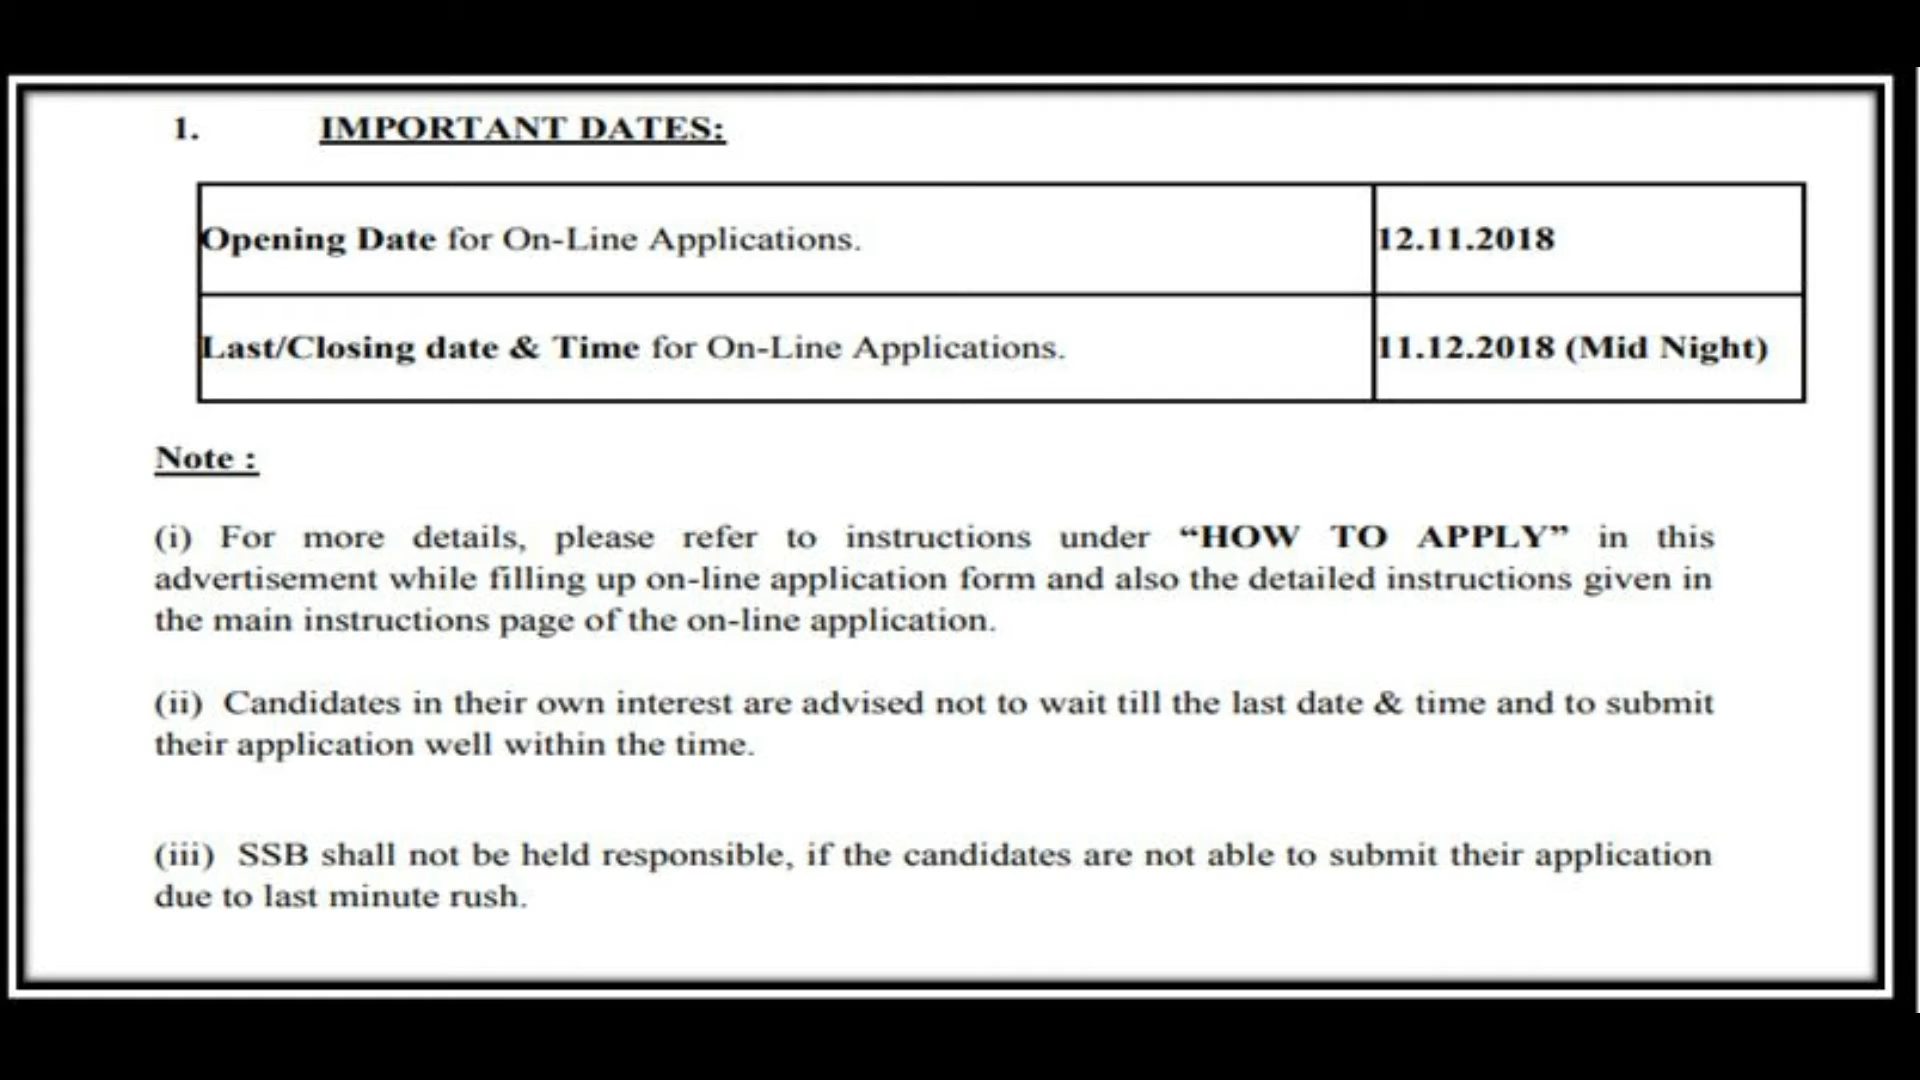 1. IMPORTANT DATES:
Opening Date for On-Line Applications. 12.11.2018
Last/Closing date & Time for On-Line Applications. 11.12.2018 (Mid Night)
Note :
(i) For more details, please refer to instructions under “HOW TO APPLY” in this
advertisement while filling up on-line application form and also the detailed instructions given in
the main instructions page of the on-line application.
(ii) Candidates in their own interest are advised not to wait till the last date & time and to submit
their application well within the time.
(iii) SSB shall not be held responsible, if the candidates are not able to submit their application
due to last minute rush.